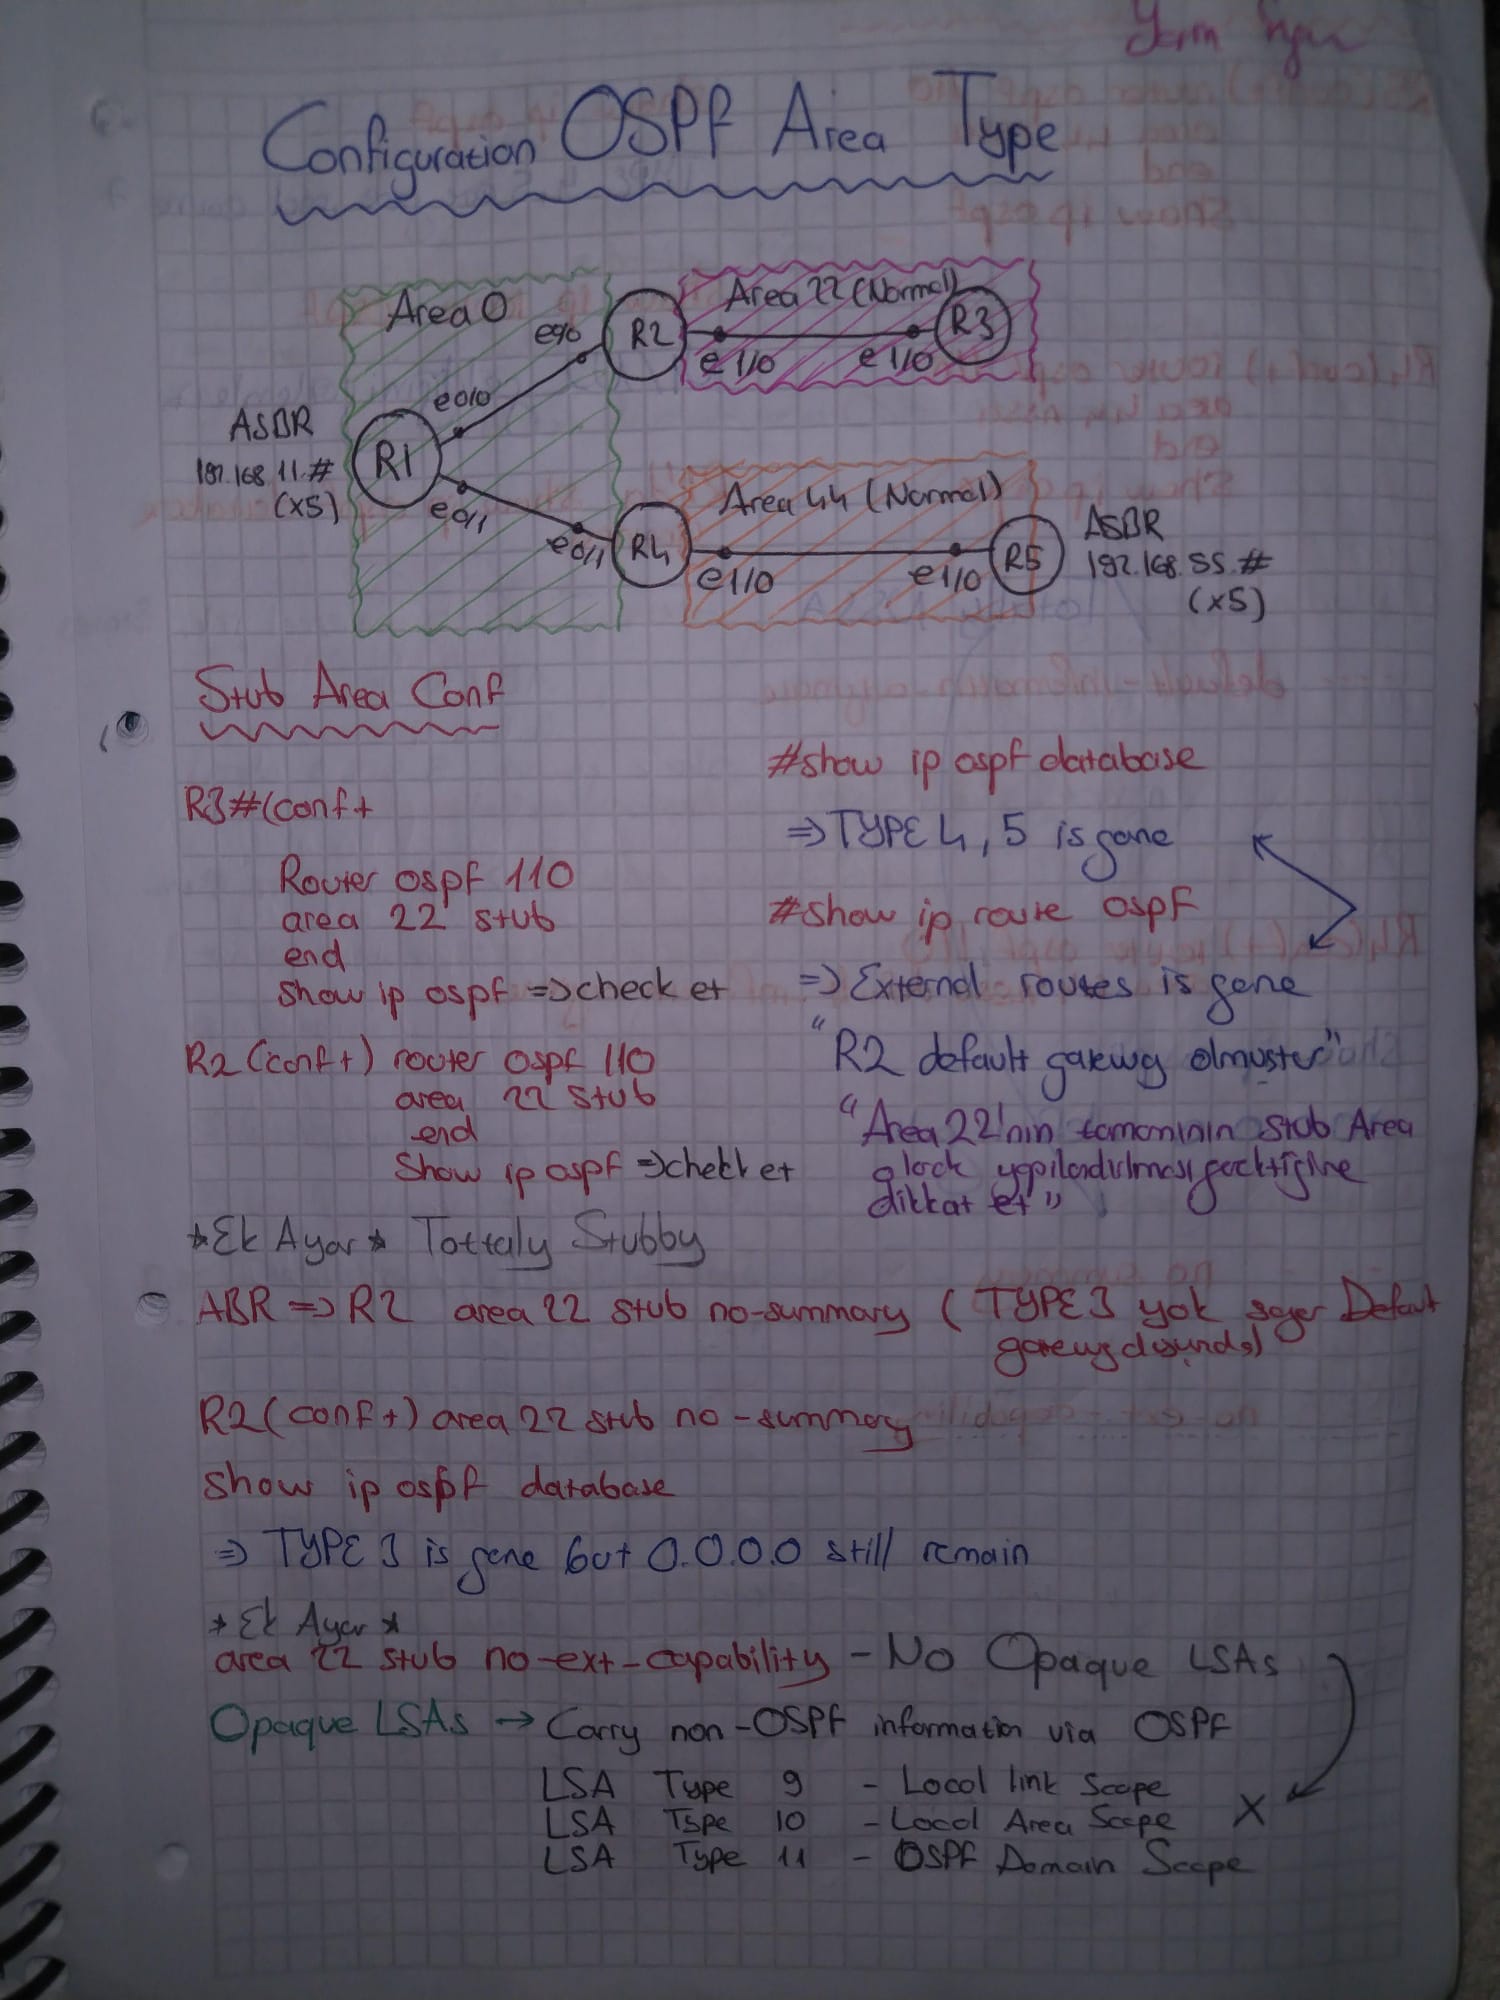 Configuration OSPF Area Type
Area 0
Area 22 (Normal)
e0/0
R2
R3
e1/0
e1/0
e0/0
ASBR
192.168.11.#
(x5)
R1
Area 44 (Normal)
e0/1
e0/1
R4
R5
e1/0
e1/0
ASBR
192.168.55.#
(x5)
Stub Area Conf
R3#(conf t
Router ospf 110
area 22 stub
end
show ip ospf => check et
R2 (conf t) router ospf 110
area 22 stub
end
Show ip ospf => chekk et
#show ip ospf database
=> TYPE 4, 5 is gone
#show ip route ospf
=> External routes is gone
"R2 default gatewy olmuster"
"Area 22'nin tamamının stub Area
olarak yapılandırılması
dikkat et"
*Ek Ayar* Tottaly Stubby
ABR => R2 area 22 stub no-summary ( TYPE 3 yok sayar Default
gatewy dışında)
R2 (conf t) area 22 stub no-summary
Show ip ospf database
=> TYPE 3 is gone but 0.0.0.0 still remain
*Ek Ayar*
area 22 stub no-ext-capability - No Opaque LSAs
Opaque LSAs → Carry non-OSPF information via OSPF
LSA Type 9 - Local link Scope
LSA Type 10 - Local Area Scope X
LSA Type 11 - OSPF Domain Scope